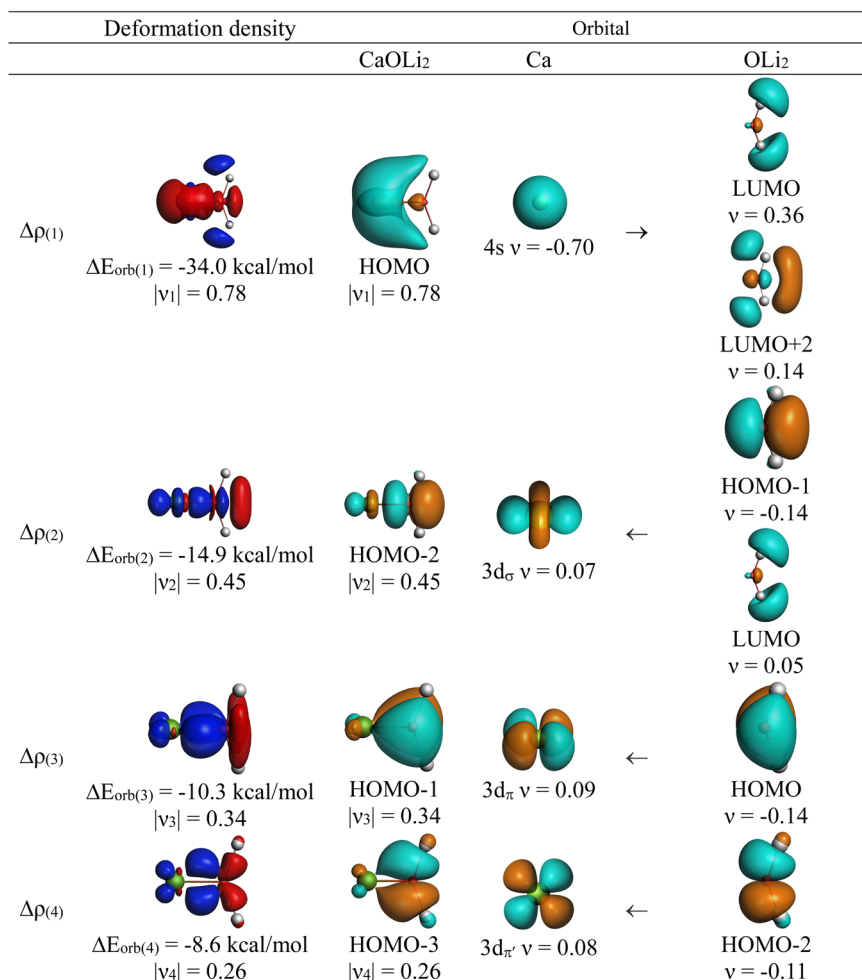 Deformation density Orbital
CaOLi₂ Ca OLi₂
LUMO
ν = 0.36
Δρ(1) 4s ν = -0.70 →
ΔEorb(1) = -34.0 kcal/mol HOMO
|ν₁| = 0.78 |ν₁| = 0.78
LUMO+2
ν = 0.14
HOMO-1
ν = -0.14
Δρ(2) ←
ΔEorb(2) = -14.9 kcal/mol HOMO-2 3dσ ν = 0.07
|ν₂| = 0.45 |ν₂| = 0.45
LUMO
ν = 0.05
Δρ(3) ←
ΔEorb(3) = -10.3 kcal/mol HOMO-1 3dπ ν = 0.09 HOMO
|ν₃| = 0.34 |ν₃| = 0.34 ν = -0.14
Δρ(4) ←
ΔEorb(4) = -8.6 kcal/mol HOMO-3 3dπ′ ν = 0.08 HOMO-2
|ν₄| = 0.26 |ν₄| = 0.26 ν = -0.11